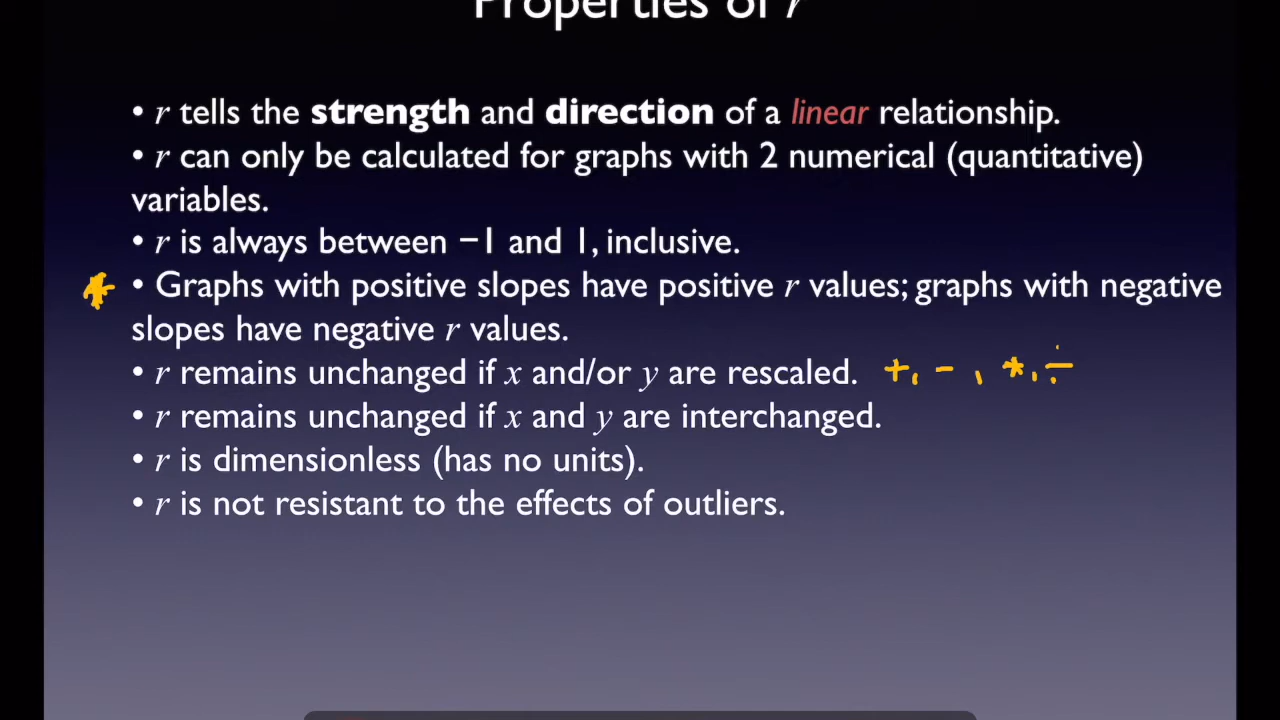 Properties of r
• r tells the strength and direction of a linear relationship.
• r can only be calculated for graphs with 2 numerical (quantitative)
variables.
• r is always between −1 and 1, inclusive.
* • Graphs with positive slopes have positive r values; graphs with negative
slopes have negative r values.
• r remains unchanged if x and/or y are rescaled. +, - , *, ÷
• r remains unchanged if x and y are interchanged.
• r is dimensionless (has no units).
• r is not resistant to the effects of outliers.